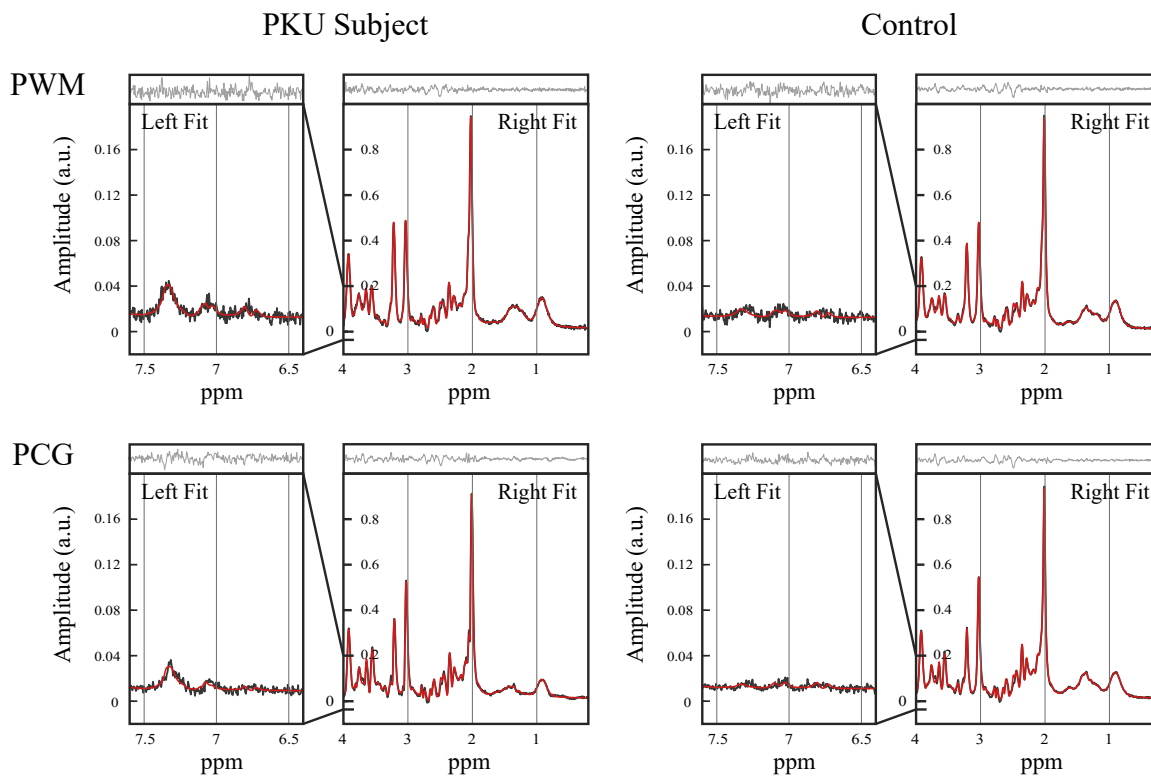 PKU Subject
Control
PWM
Left Fit
Right Fit
Left Fit
Right Fit
Amplitude (a.u.)
0.16
0.12
0.08
0.04
0
0.8
0.6
0.4
0.2
0
Amplitude (a.u.)
0.16
0.12
0.08
0.04
0
0.8
0.6
0.4
0.2
0
7.5 7 6.5
4 3 2 1
7.5 7 6.5
4 3 2 1
ppm
ppm
ppm
ppm
PCG
Left Fit
Right Fit
Left Fit
Right Fit
Amplitude (a.u.)
0.16
0.12
0.08
0.04
0
0.8
0.6
0.4
0.2
0
Amplitude (a.u.)
0.16
0.12
0.08
0.04
0
0.8
0.6
0.4
0.2
0
7.5 7 6.5
4 3 2 1
7.5 7 6.5
4 3 2 1
ppm
ppm
ppm
ppm